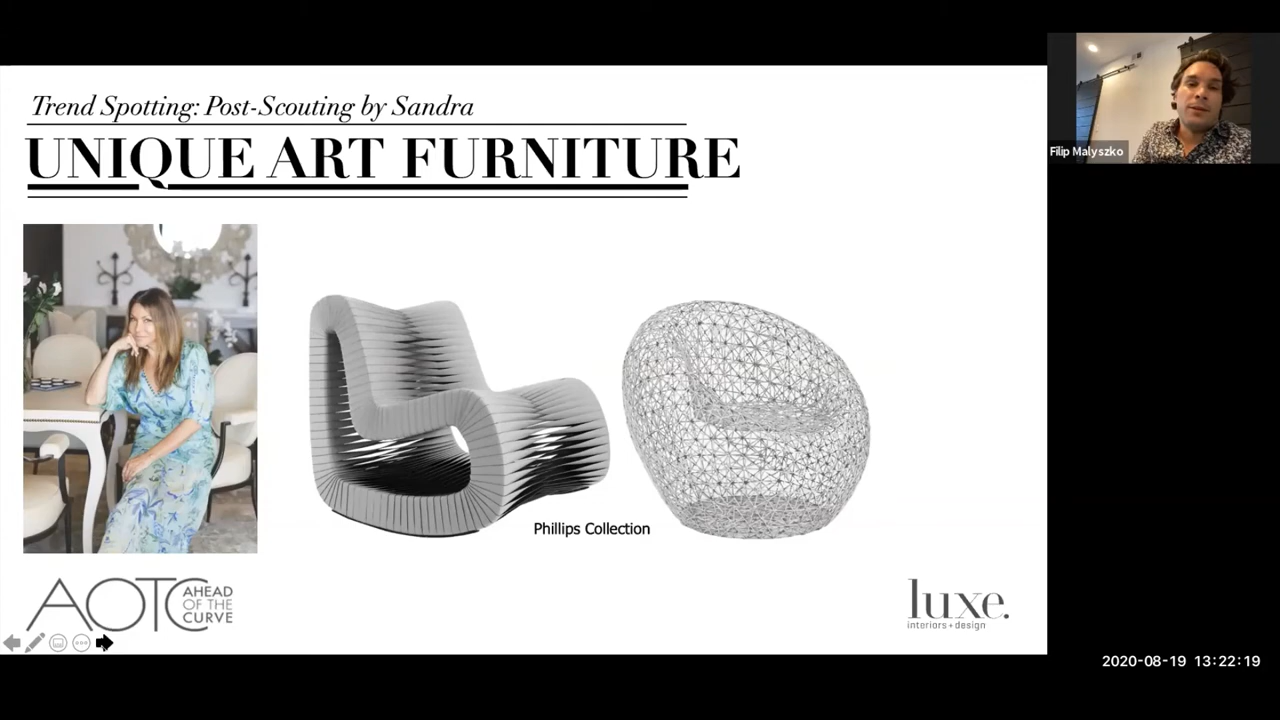 Trend Spotting: Post-Scouting by Sandra
UNIQUE ART FURNITURE
Filip Malyszko
Phillips Collection
AOTC AHEAD
OF THE
CURVE
luxe.
interiors+design
2020-08-19 13:22:19